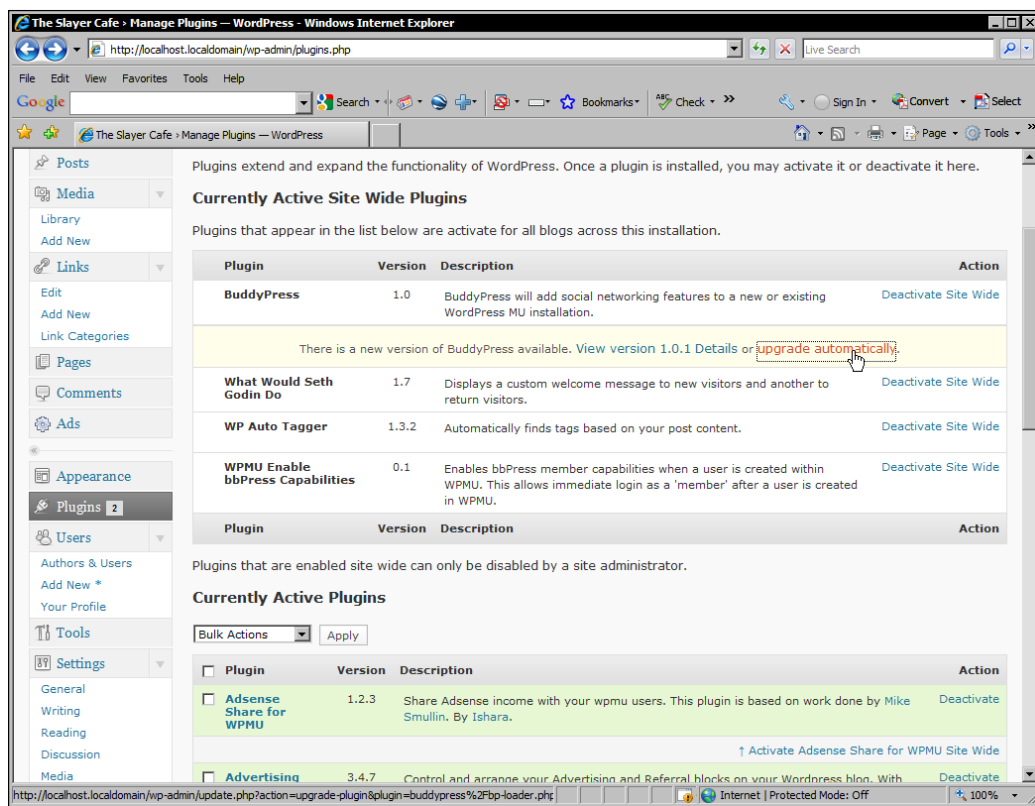 The Slayer Cafe › Manage Plugins — WordPress - Windows Internet Explorer
http://localhost.localdomain/wp-admin/plugins.php
Live Search
File Edit View Favorites Tools Help
Google Search Bookmarks Check Sign In Convert Select
The Slayer Cafe › Manage Plugins — WordPress
Page Tools
Posts
Media
Library
Add New
Links
Edit
Add New
Link Categories
Pages
Comments
Ads
Appearance
Plugins 2
Users
Authors & Users
Add New *
Your Profile
Tools
Settings
General
Writing
Reading
Discussion
Media
Plugins extend and expand the functionality of WordPress. Once a plugin is installed, you may activate it or deactivate it here.
Currently Active Site Wide Plugins
Plugins that appear in the list below are activate for all blogs across this installation.
Plugin Version Description Action
BuddyPress 1.0 BuddyPress will add social networking features to a new or existing Deactivate Site Wide
WordPress MU installation.
There is a new version of BuddyPress available. View version 1.0.1 Details or upgrade automatically.
What Would Seth 1.7 Displays a custom welcome message to new visitors and another to Deactivate Site Wide
Godin Do return visitors.
WP Auto Tagger 1.3.2 Automatically finds tags based on your post content. Deactivate Site Wide
WPMU Enable 0.1 Enables bbPress member capabilities when a user is created within Deactivate Site Wide
bbPress Capabilities WPMU. This allows immediate login as a 'member' after a user is created
in WPMU.
Plugin Version Description Action
Plugins that are enabled site wide can only be disabled by a site administrator.
Currently Active Plugins
Bulk Actions Apply
Plugin Version Description Action
Adsense 1.2.3 Share Adsense income with your wpmu users. This plugin is based on work done by Mike Deactivate
Share for Smullin. By Ishara.
WPMU
↑ Activate Adsense Share for WPMU Site Wide
Advertising 3.4.7 Control and arrange your Advertising and Referral blocks on your Wordpress blog. With Deactivate
http://localhost.localdomain/wp-admin/update.php?action=upgrade-plugin&plugin=buddypress%2Fbp-loader.php Internet | Protected Mode: Off 100%